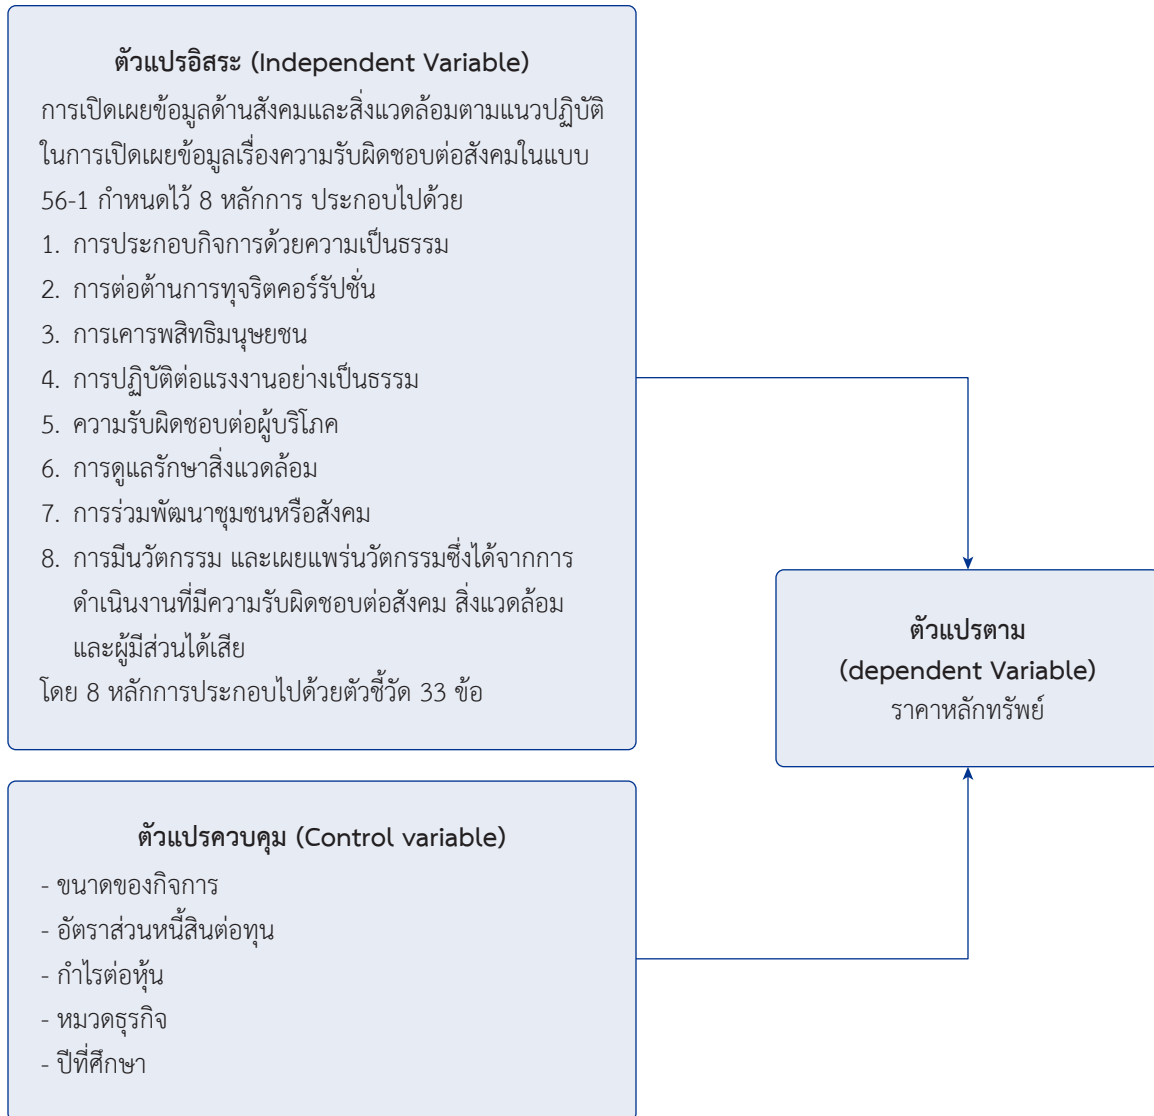 ตัวแปรอิสระ (Independent Variable)
การเปิดเผยข้อมูลด้านสังคมและสิ่งแวดล้อมตามแนวปฏิบัติ
ในการเปิดเผยข้อมูลเรื่องความรับผิดชอบต่อสังคมในแบบ
56-1 กำหนดไว้ 8 หลักการ ประกอบไปด้วย
1. การประกอบกิจการด้วยความเป็นธรรม
2. การต่อต้านการทุจริตคอร์รัปชั่น
3. การเคารพสิทธิมนุษยชน
4. การปฏิบัติต่อแรงงานอย่างเป็นธรรม
5. ความรับผิดชอบต่อผู้บริโภค
6. การดูแลรักษาสิ่งแวดล้อม
7. การร่วมพัฒนาชุมชนหรือสังคม
8. การมีนวัตกรรม และเผยแพร่นวัตกรรมซึ่งได้จากการ
ดำเนินงานที่มีความรับผิดชอบต่อสังคม สิ่งแวดล้อม
และผู้มีส่วนได้เสีย
โดย 8 หลักการประกอบไปด้วยตัวชี้วัด 33 ข้อ
ตัวแปรตาม
(dependent Variable)
ราคาหลักทรัพย์
ตัวแปรควบคุม (Control variable)
- ขนาดของกิจการ
- อัตราส่วนหนี้สินต่อทุน
- กำไรต่อหุ้น
- หมวดธุรกิจ
- ปีที่ศึกษา